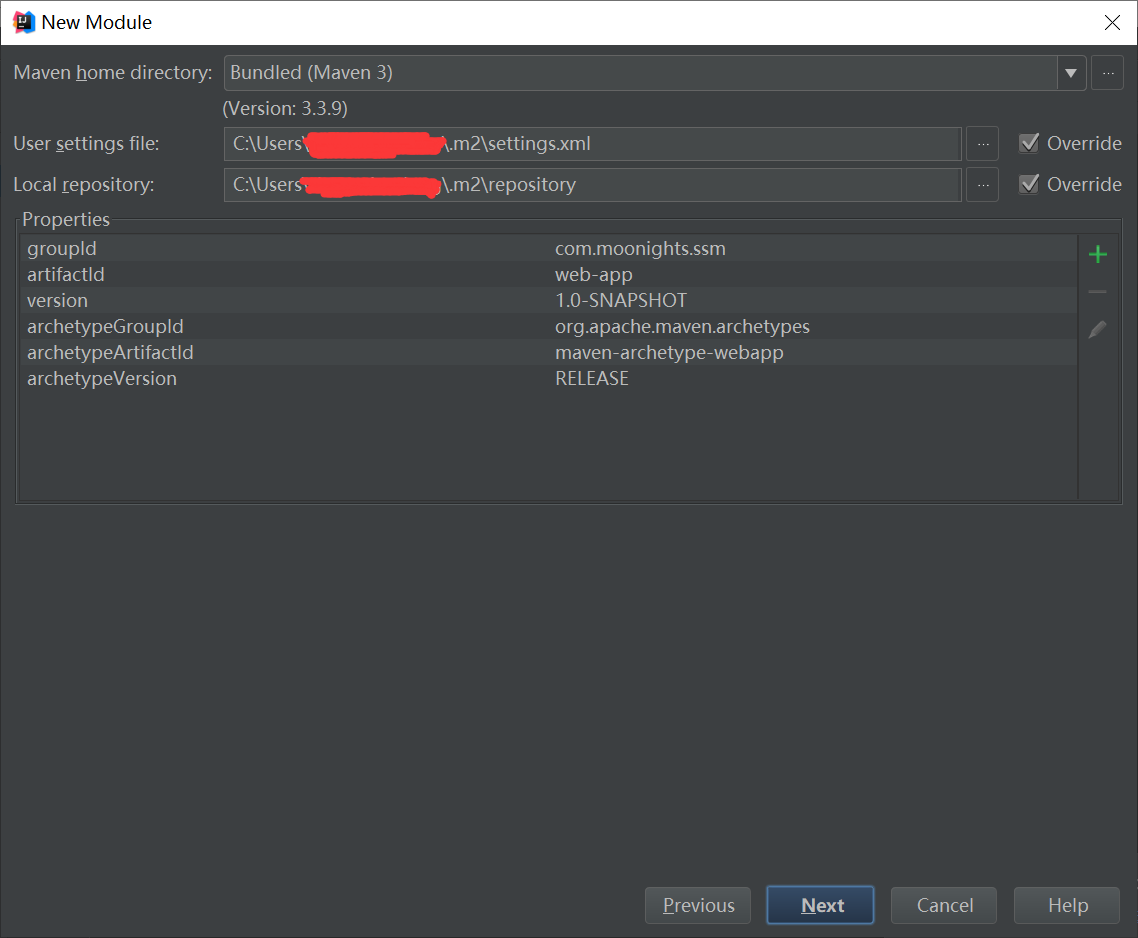 New Module
Maven home directory: Bundled (Maven 3) ...
(Version: 3.3.9)
User settings file: C:\Users\ \.m2\settings.xml ... Override
Local repository: C:\Users \.m2\repository ... Override
Properties
groupId com.moonights.ssm
artifactId web-app
version 1.0-SNAPSHOT
archetypeGroupId org.apache.maven.archetypes
archetypeArtifactId maven-archetype-webapp
archetypeVersion RELEASE
Previous Next Cancel Help